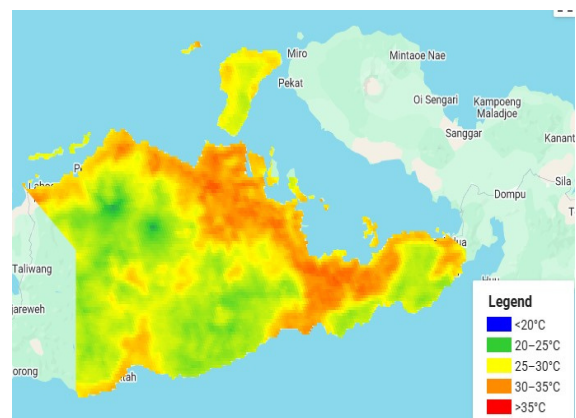 Miro
Mintaoe Nae
Pekat
Oi Sengari
Kampoeng
Maladjoe
Sanggar
Kanant
Sila
Dompu
Taliwang
jareweh
orong
tah
Legend
<20°C
20–25°C
25–30°C
30–35°C
>35°C